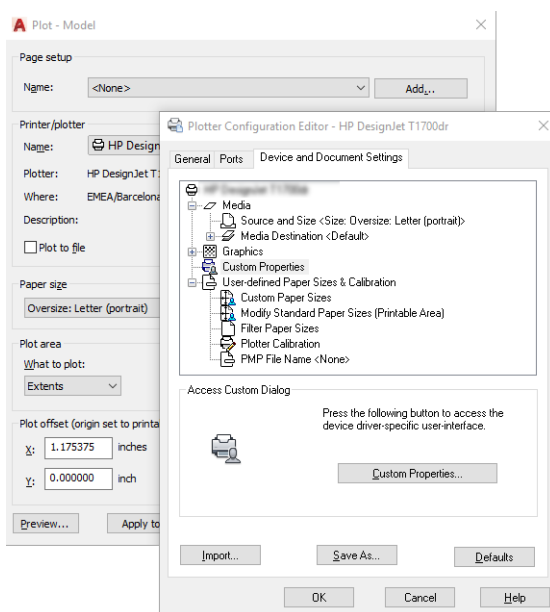 Plot - Model
Page setup
Name:
<None>
Add...
Printer/plotter
Name:
HP Design
Plotter:
HP DesignJet T
Where:
EMEA/Barcelona
Description:
Plot to file
Paper size
Oversize: Letter (portrait)
Plot area
What to plot:
Extents
Plot offset (origin set to printa
X:
1.175375
inches
Y:
0.000000
inch
Preview...
Apply to
Plotter Configuration Editor - HP DesignJet T1700dr
General
Ports
Device and Document Settings
Media
Source and Size <Size: Oversize: Letter (portrait)>
Media Destination <Default>
Graphics
Custom Properties
User-defined Paper Sizes & Calibration
Custom Paper Sizes
Modify Standard Paper Sizes (Printable Area)
Filter Paper Sizes
Plotter Calibration
PMP File Name <None>
Access Custom Dialog
Press the following button to access the
device driver-specific user-interface.
Custom Properties...
Import...
Save As...
Defaults
OK
Cancel
Help